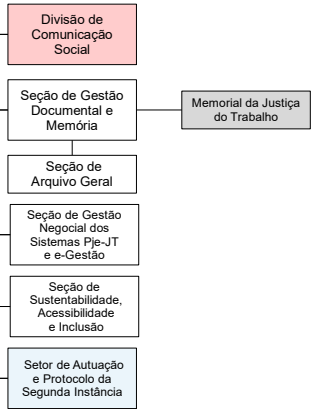 Divisão de
Comunicação
Social
Seção de Gestão
Documental e
Memória
Memorial da Justiça
do Trabalho
Seção de
Arquivo Geral
Seção de Gestão
Negocial dos
Sistemas Pje-JT
e e-Gestão
Seção de
Sustentabilidade,
Acessibilidade
e Inclusão
Setor de Autuação
e Protocolo da
Segunda Instância